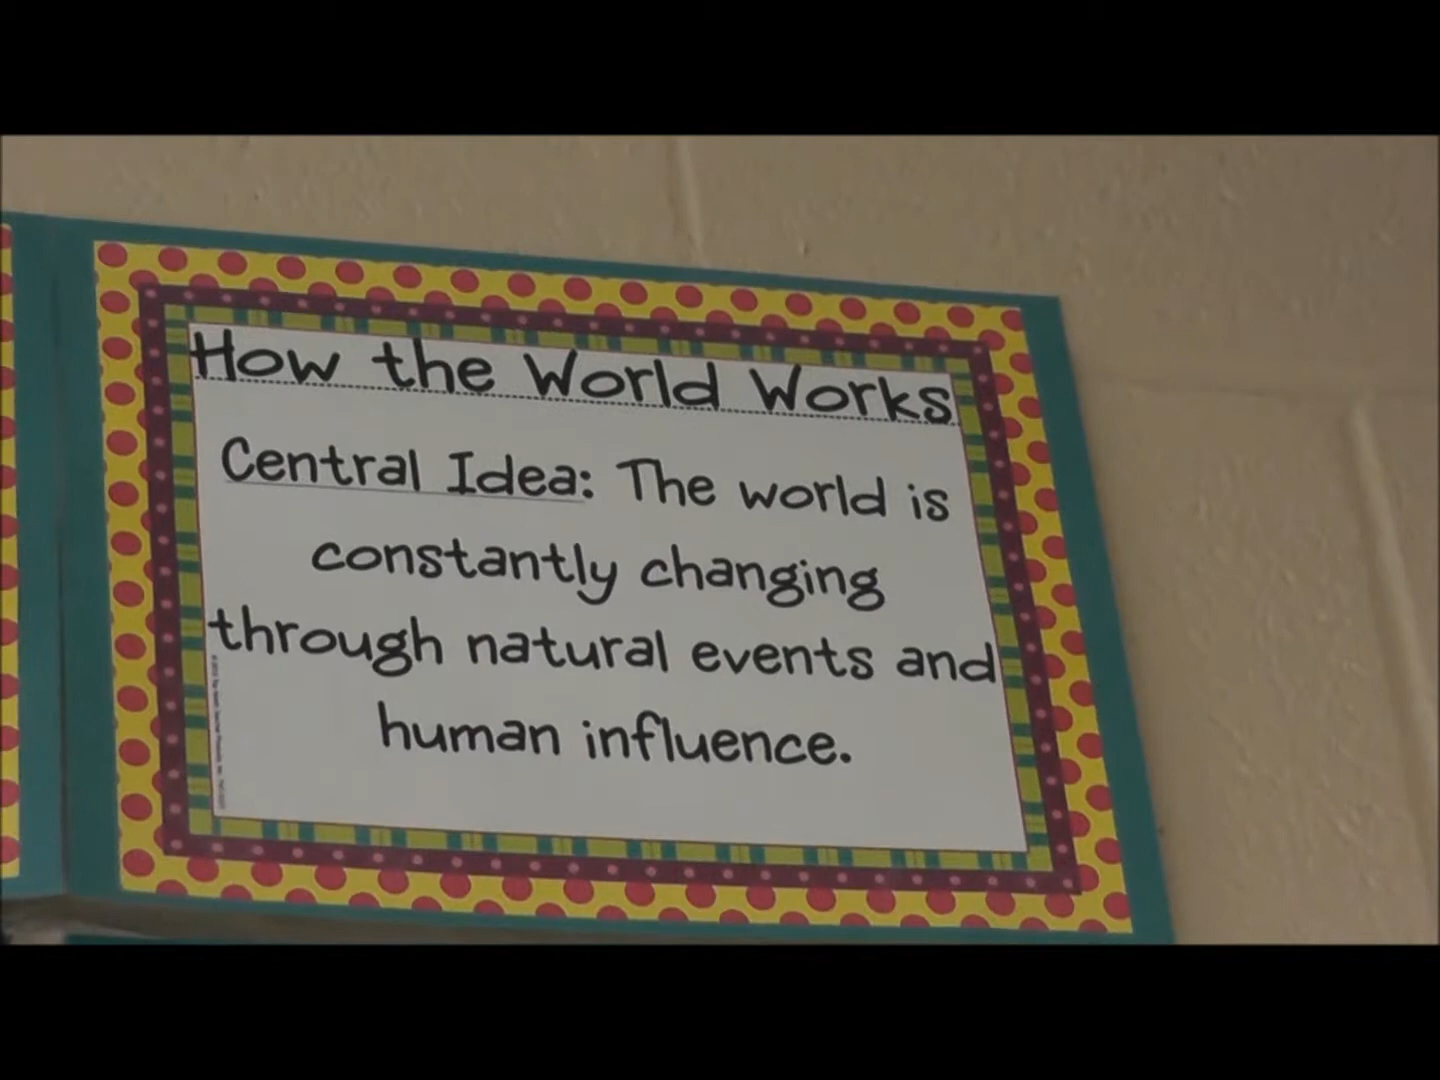 How the World Works
Central Idea: The world is
constantly changing
through natural events and
human influence.